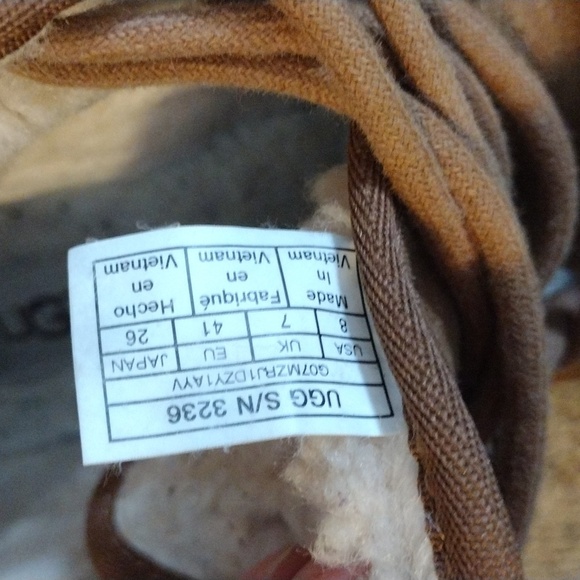 UGG S/N 3236
G07MZRJ1DZY1AYV
USA UK EU JAPAN
8 7 41 26
Made Fabriqué Hecho
In en en
Vietnam Vietnam Vietnam